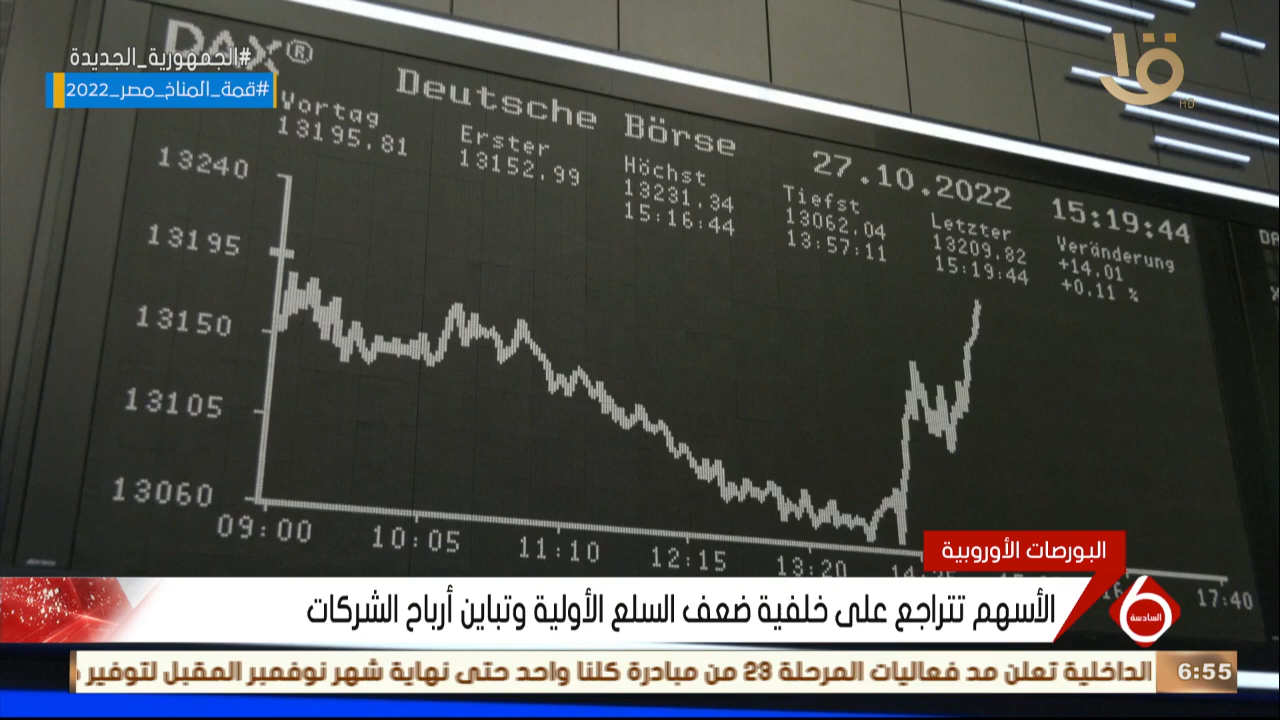 #الجمهورية_الجديدة
#قمة_المناخ_مصر_2022
HD
DAX®
Deutsche Börse
27.10.2022 15:19:44
Vortag
13195.81
Erster
13152.99
Höchst
13231.34
15:16:44
Tiefst
13062.04
13:57:11
Letzter
13209.82
15:19:44
Veränderung
+14.01
+0.11 %
13240
13195
13150
13105
13060
09:00 10:05 11:10 12:15 13:20 17:40
البورصات الأوروبية
الأسهم تتراجع على خلفية ضعف السلع الأولية وتباين أرباح الشركات
السادسة
6:55 الداخلية تعلن مد فعاليات المرحلة 23 من مبادرة كلنا واحد حتى نهاية شهر نوفمبر المقبل لتوفير